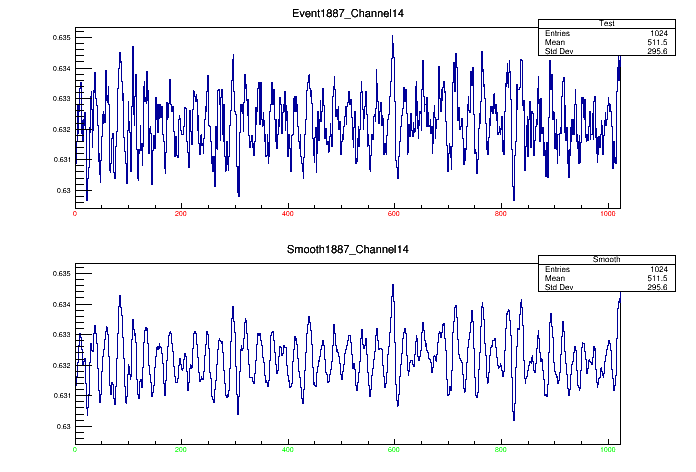 Event1887_Channel14
Test
Entries 1024
Mean 511.5
Std Dev 295.6
0.635
0.634
0.633
0.632
0.631
0.63
0 200 400 600 800 1000
Smooth1887_Channel14
Smooth
Entries 1024
Mean 511.5
Std Dev 295.6
0.635
0.634
0.633
0.632
0.631
0.63
0 200 400 600 800 1000